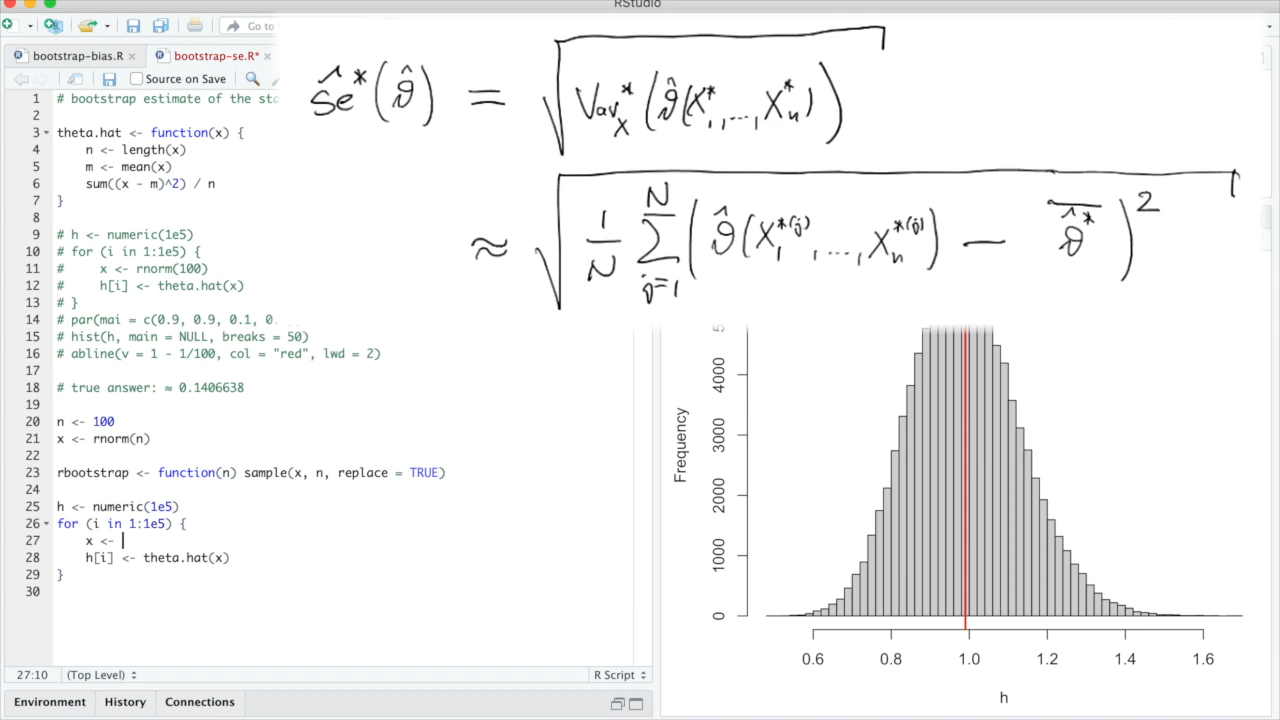 RStudio
Go to
bootstrap-bias.R × bootstrap-se.R* ×
Source on Save
1 # bootstrap estimate of the sta
2
3 theta.hat <- function(x) {
4 n <- length(x)
5 m <- mean(x)
6 sum((x - m)^2) / n
7 }
8
9 # h <- numeric(1e5)
10 # for (i in 1:1e5) {
11 # x <- rnorm(100)
12 # h[i] <- theta.hat(x)
13 # }
14 # par(mai = c(0.9, 0.9, 0.1, 0.
15 # hist(h, main = NULL, breaks = 50)
16 # abline(v = 1 - 1/100, col = "red", lwd = 2)
17
18 # true answer: ≈ 0.1406638
19
20 n <- 100
21 x <- rnorm(n)
22
23 rbootstrap <- function(n) sample(x, n, replace = TRUE)
24
25 h <- numeric(1e5)
26 for (i in 1:1e5) {
27 x <-
28 h[i] <- theta.hat(x)
29 }
30
27:10 (Top Level) R Script
Environment History Connections
ŝe*(θ̂) = √Var*_X(θ̂(X*_1,...,X*_n))
≈ √(1/N ∑_{j=1}^{N} (θ̂(X_1^{*(j)},...,X_n^{*(j)}) − \overline{θ̂*})^2)
Frequency
4000
3000
2000
1000
0
0.6 0.8 1.0 1.2 1.4 1.6
h